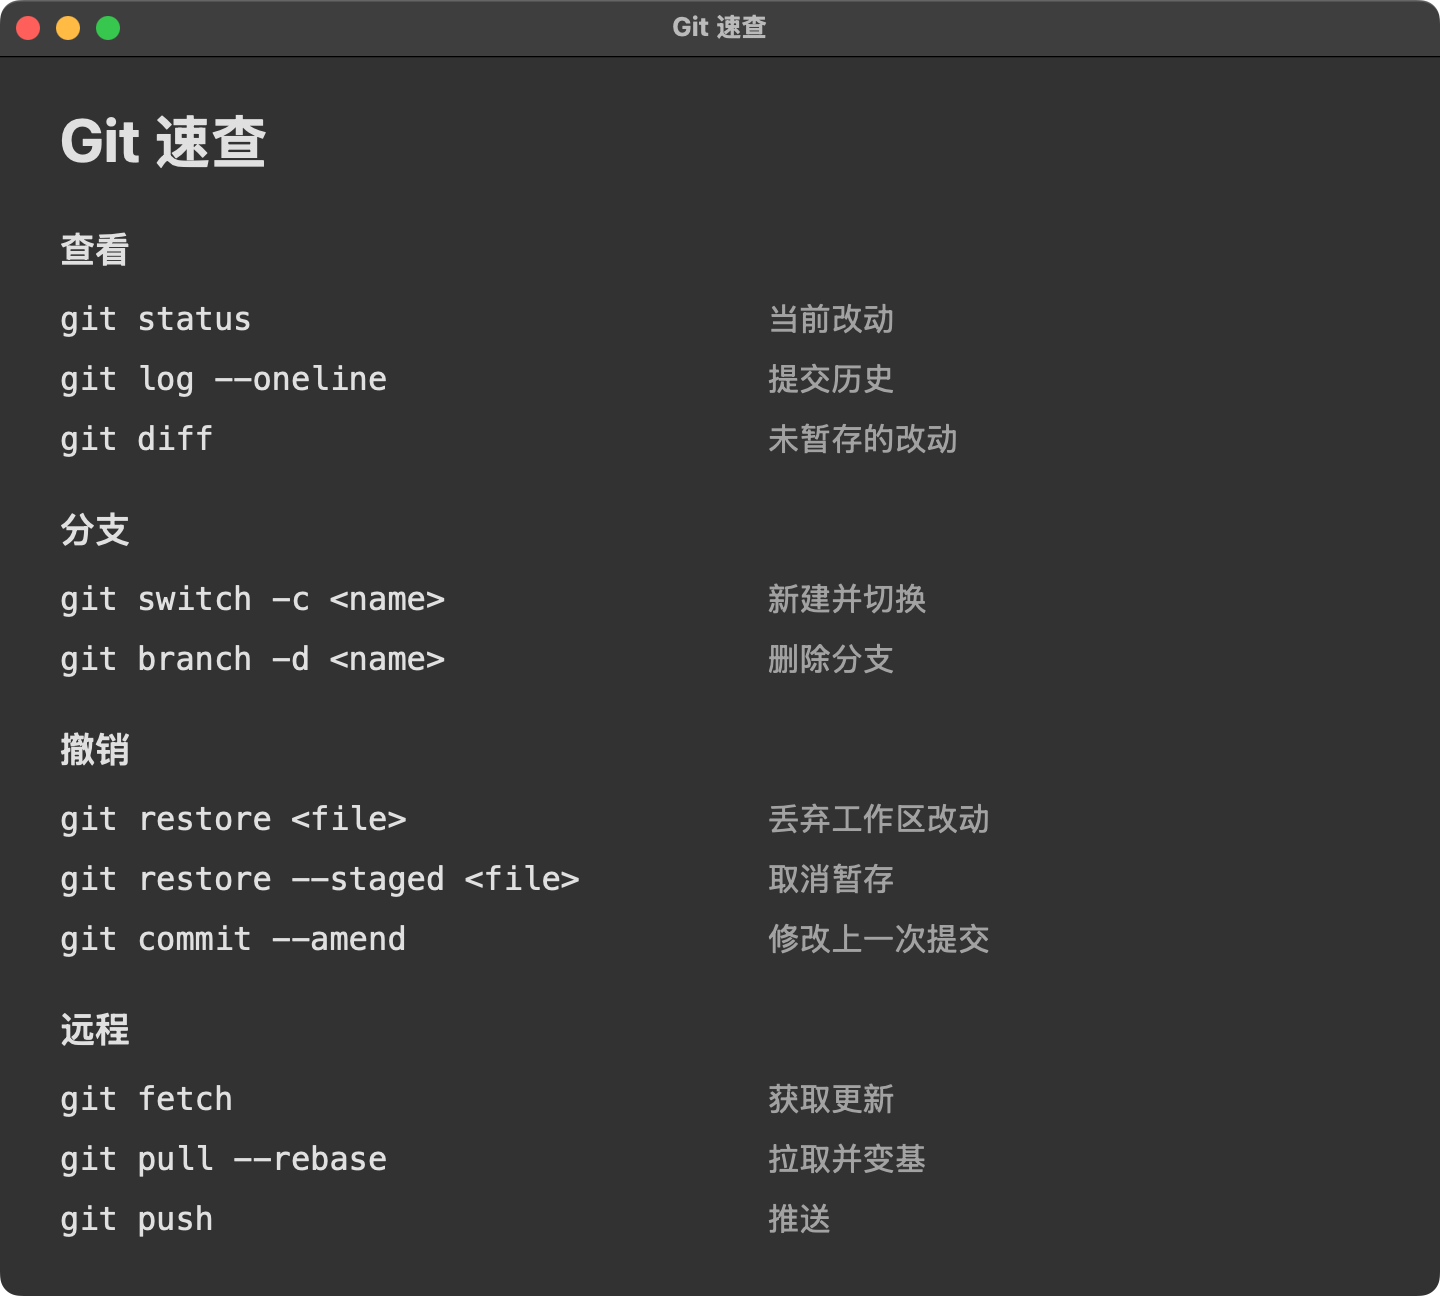 Git 速查
Git 速查
查看
git status 当前改动
git log --oneline 提交历史
git diff 未暂存的改动
分支
git switch -c <name> 新建并切换
git branch -d <name> 删除分支
撤销
git restore <file> 丢弃工作区改动
git restore --staged <file> 取消暂存
git commit --amend 修改上一次提交
远程
git fetch 获取更新
git pull --rebase 拉取并变基
git push 推送